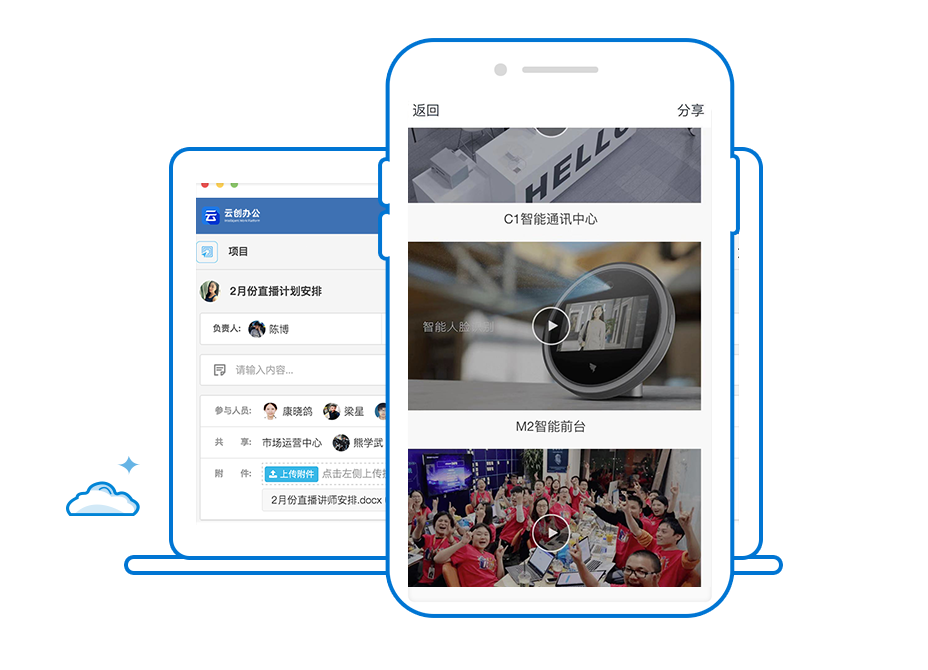 返回
分享
HELLO
C1智能通讯中心
智能人脸识别
M2智能前台
云创办公
项目
2月份直播计划安排
负责人: 陈博
请输入内容...
参与人员: 康晓鸽 梁星
共 享: 市场运营中心 熊学武
附 件: 上传附件 点击左侧上传
2月份直播讲师安排.docx